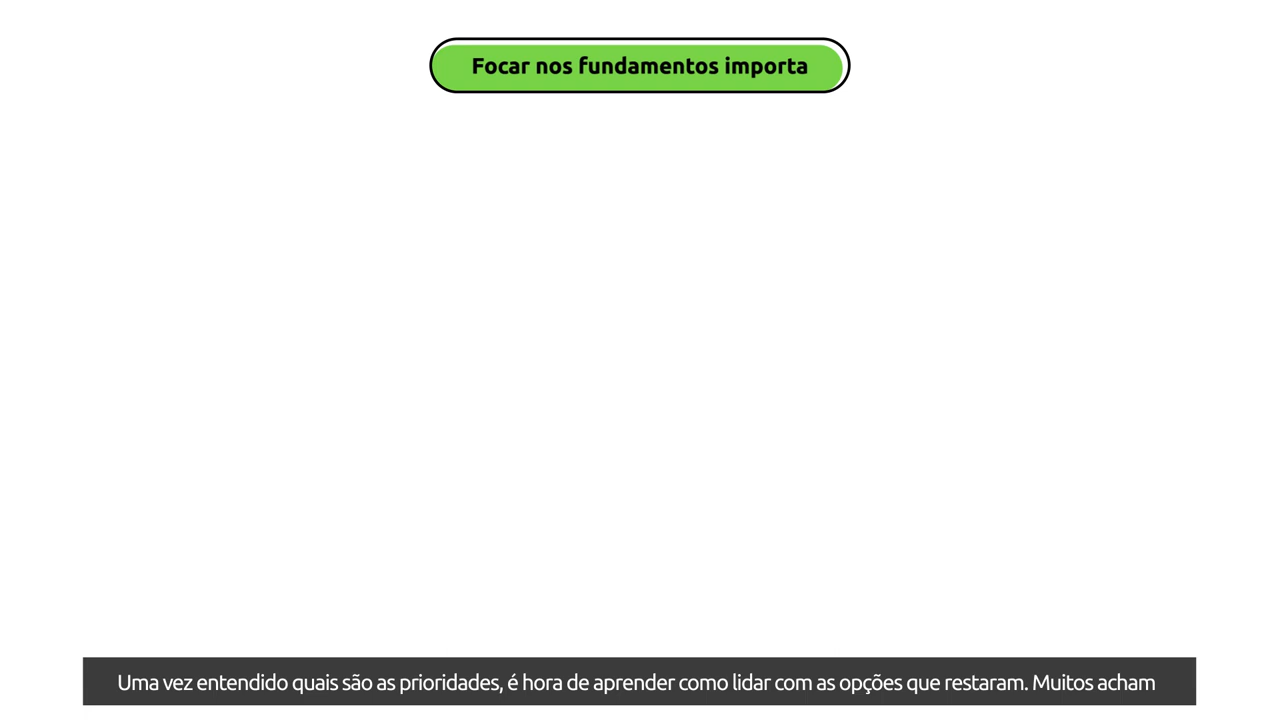 Focar nos fundamentos importa
Uma vez entendido quais são as prioridades, é hora de aprender como lidar com as opções que restaram. Muitos acham